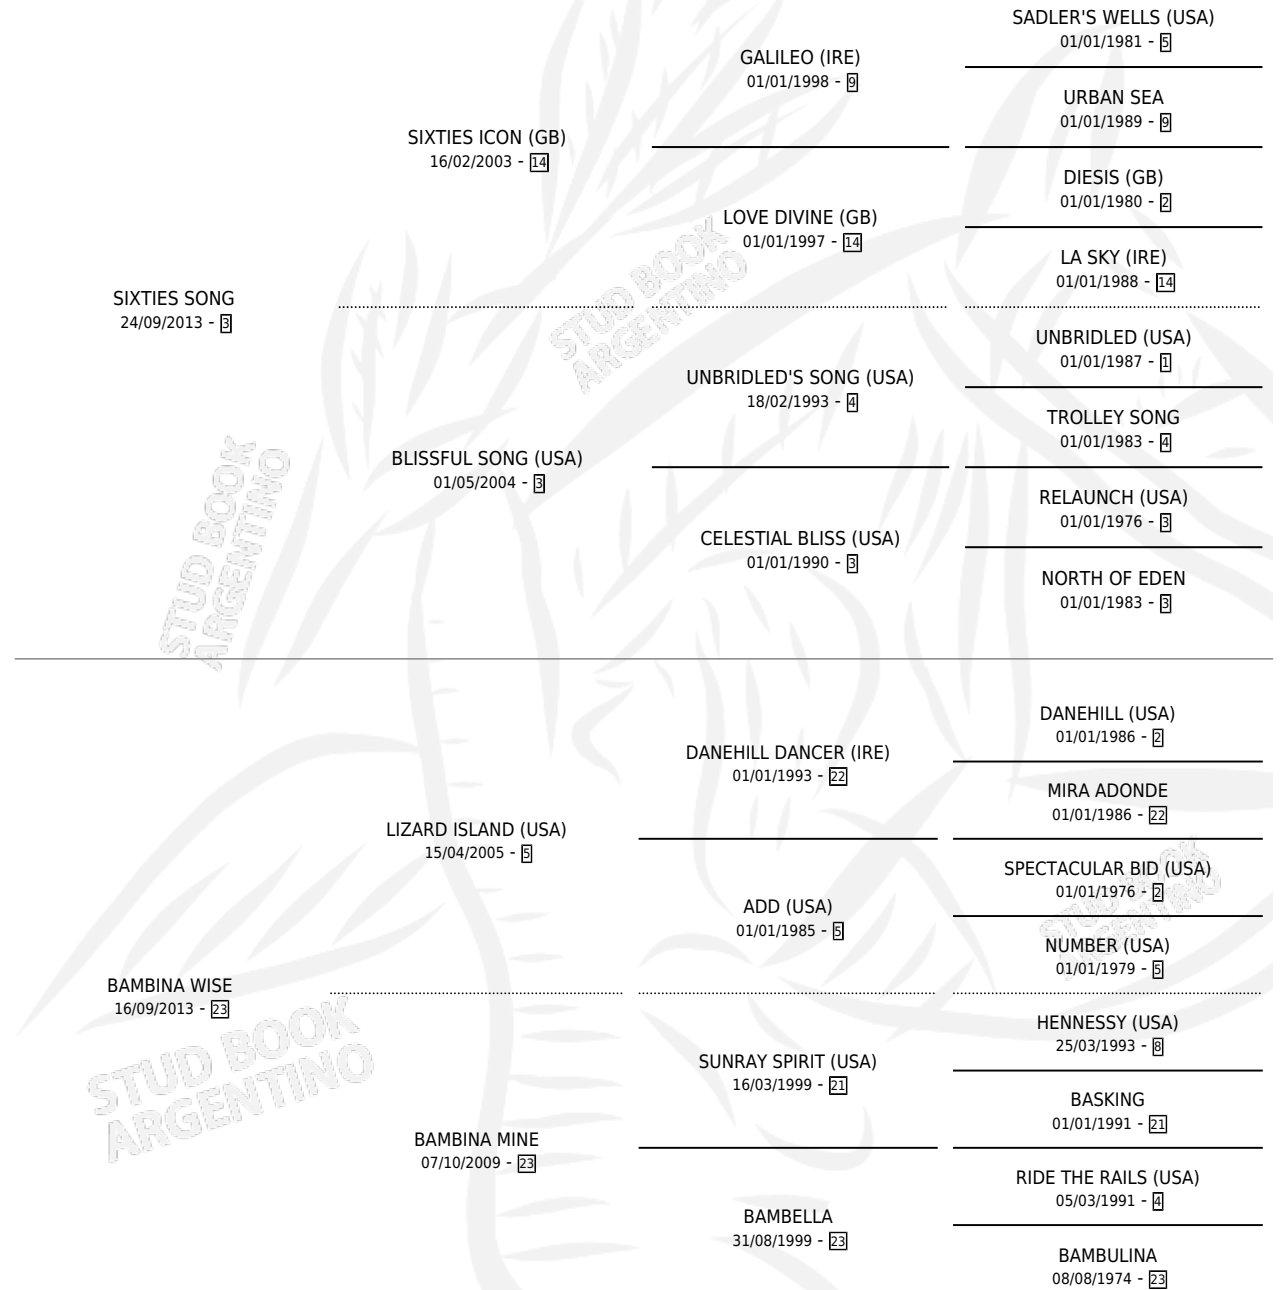 SADLER'S WELLS (USA)
01/01/1981 - 5
GALILEO (IRE)
01/01/1998 - 9
URBAN SEA
01/01/1989 - 9
SIXTIES ICON (GB)
16/02/2003 - 14
DIESIS (GB)
01/01/1980 - 2
LOVE DIVINE (GB)
01/01/1997 - 14
LA SKY (IRE)
01/01/1988 - 14
SIXTIES SONG
24/09/2013 - 3
UNBRIDLED (USA)
01/01/1987 - 1
UNBRIDLED'S SONG (USA)
18/02/1993 - 4
TROLLEY SONG
01/01/1983 - 4
BLISSFUL SONG (USA)
01/05/2004 - 3
RELAUNCH (USA)
01/01/1976 - 3
CELESTIAL BLISS (USA)
01/01/1990 - 3
NORTH OF EDEN
01/01/1983 - 3
STUD BOOK
ARGENTINO
STUD BOOK
ARGENTINO
DANEHILL (USA)
01/01/1986 - 2
DANEHILL DANCER (IRE)
01/01/1993 - 22
MIRA ADONDE
01/01/1986 - 22
LIZARD ISLAND (USA)
15/04/2005 - 5
SPECTACULAR BID (USA)
01/01/1976 - 2
ADD (USA)
01/01/1985 - 5
NUMBER (USA)
01/01/1979 - 5
STUD BOOK
ARGENTINO
BAMBINA WISE
16/09/2013 - 23
HENNESSY (USA)
25/03/1993 - 8
SUNRAY SPIRIT (USA)
16/03/1999 - 21
BASKING
01/01/1991 - 21
STUD BOOK
ARGENTINO
BAMBINA MINE
07/10/2009 - 23
RIDE THE RAILS (USA)
05/03/1991 - 4
BAMBELLA
31/08/1999 - 23
BAMBULINA
08/08/1974 - 23